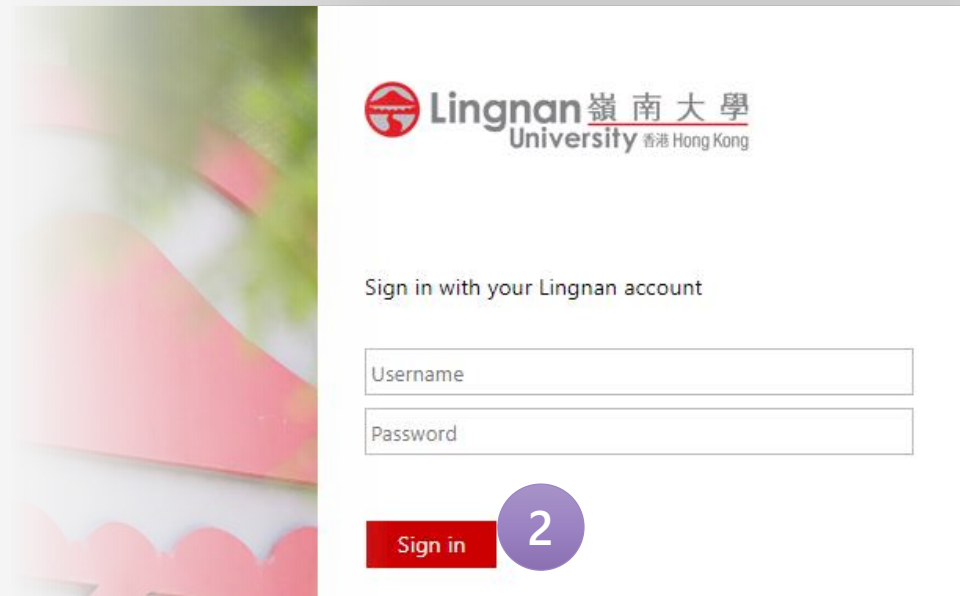 Lingnan 嶺南大學
University 香港 Hong Kong
Sign in with your Lingnan account
Username
Password
Sign in
2